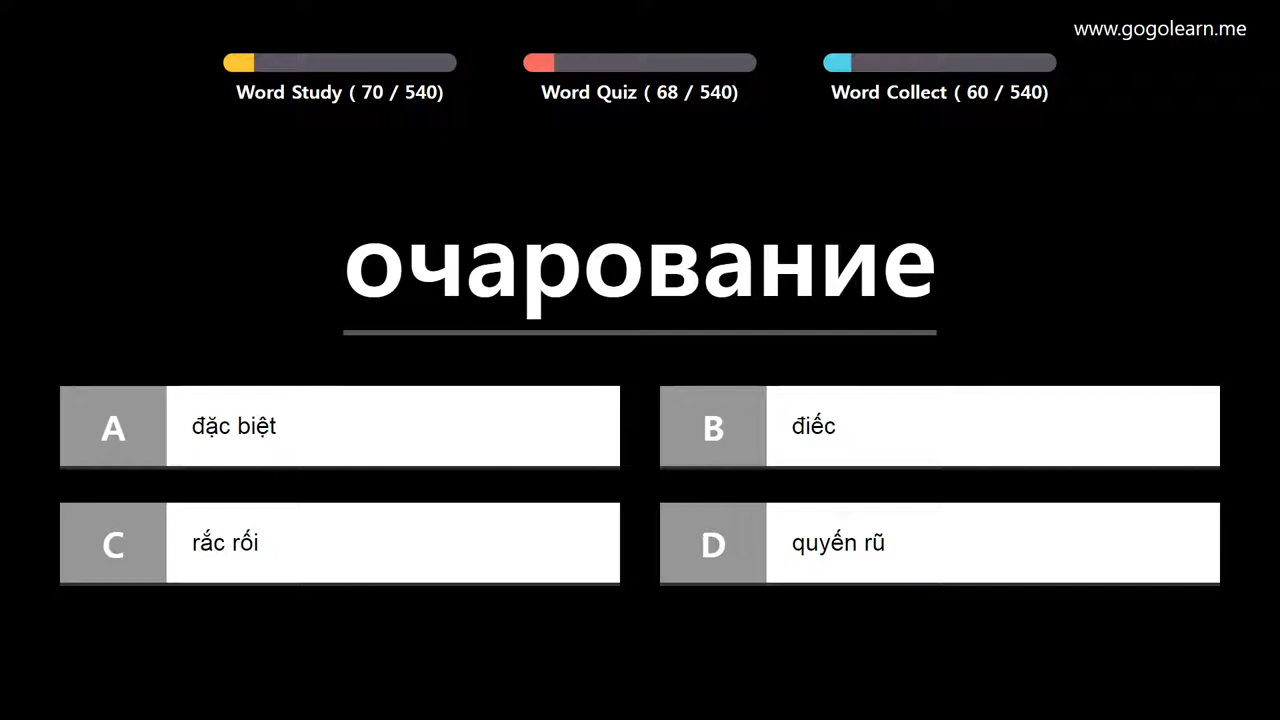 www.gogolearn.me
Word Study ( 70 / 540)
Word Quiz ( 68 / 540)
Word Collect ( 60 / 540)
очарование
A đặc biệt
B điếc
C rắc rối
D quyến rũ